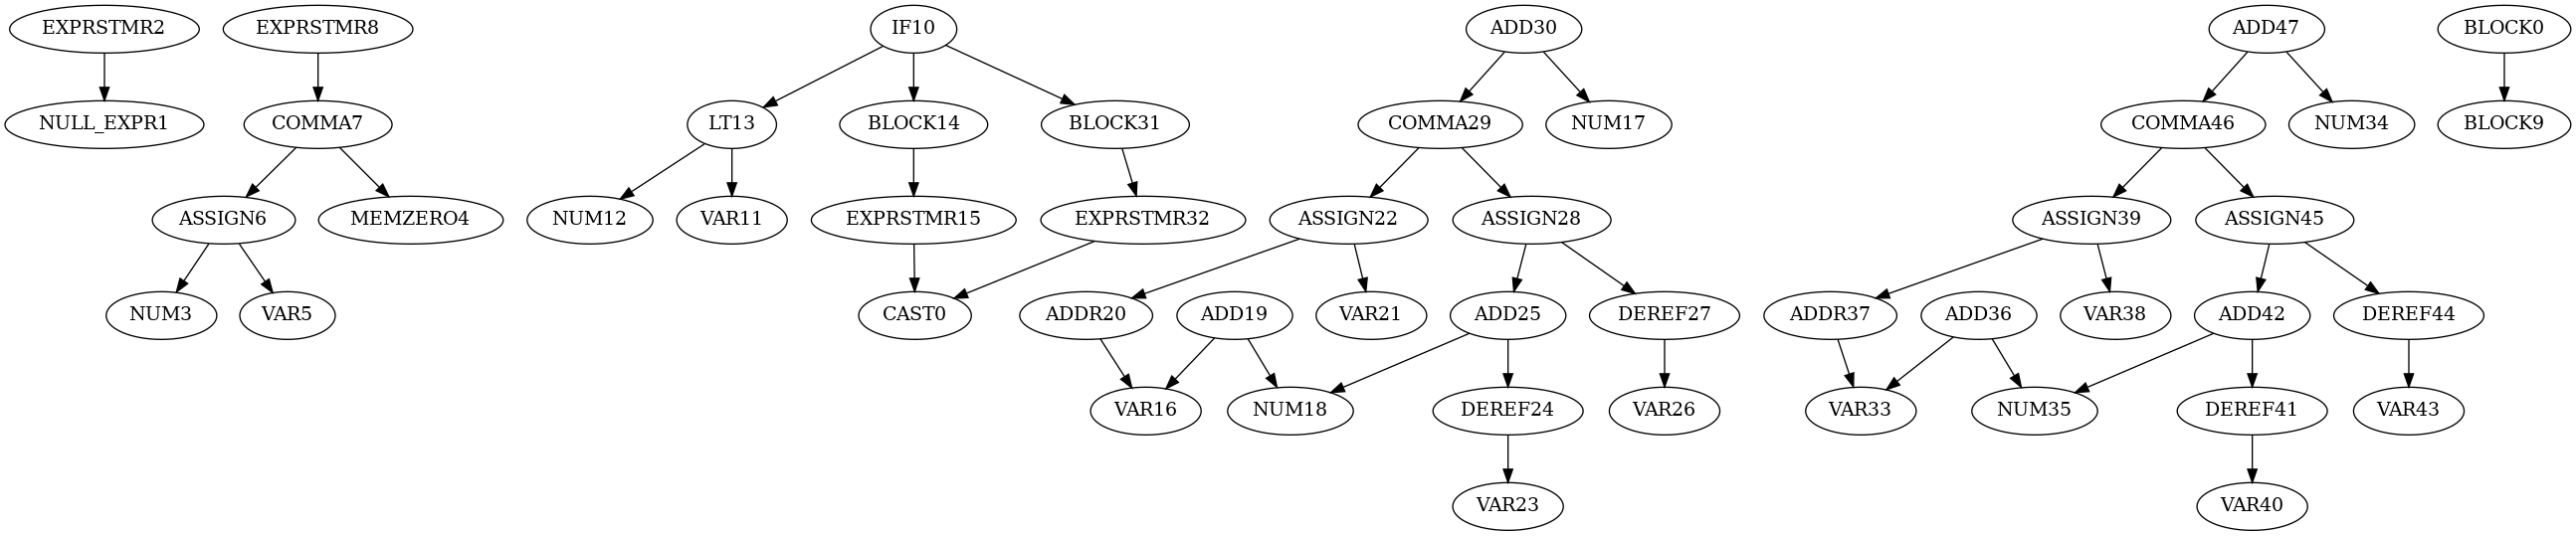 EXPRSTMR2 EXPRSTMR8 IF10 ADD30 ADD47 BLOCK0
NULL_EXPR1 COMMA7 LT13 BLOCK14 BLOCK31 COMMA29 NUM17 COMMA46 NUM34 BLOCK9
ASSIGN6 MEMZERO4 NUM12 VAR11 EXPRSTMR15 EXPRSTMR32 ASSIGN22 ASSIGN28 ASSIGN39 ASSIGN45
NUM3 VAR5 CAST0 ADDR20 ADD19 VAR21 ADD25 DEREF27 ADDR37 ADD36 VAR38 ADD42 DEREF44
VAR16 NUM18 DEREF24 VAR26 VAR33 NUM35 DEREF41 VAR43
VAR23 VAR40